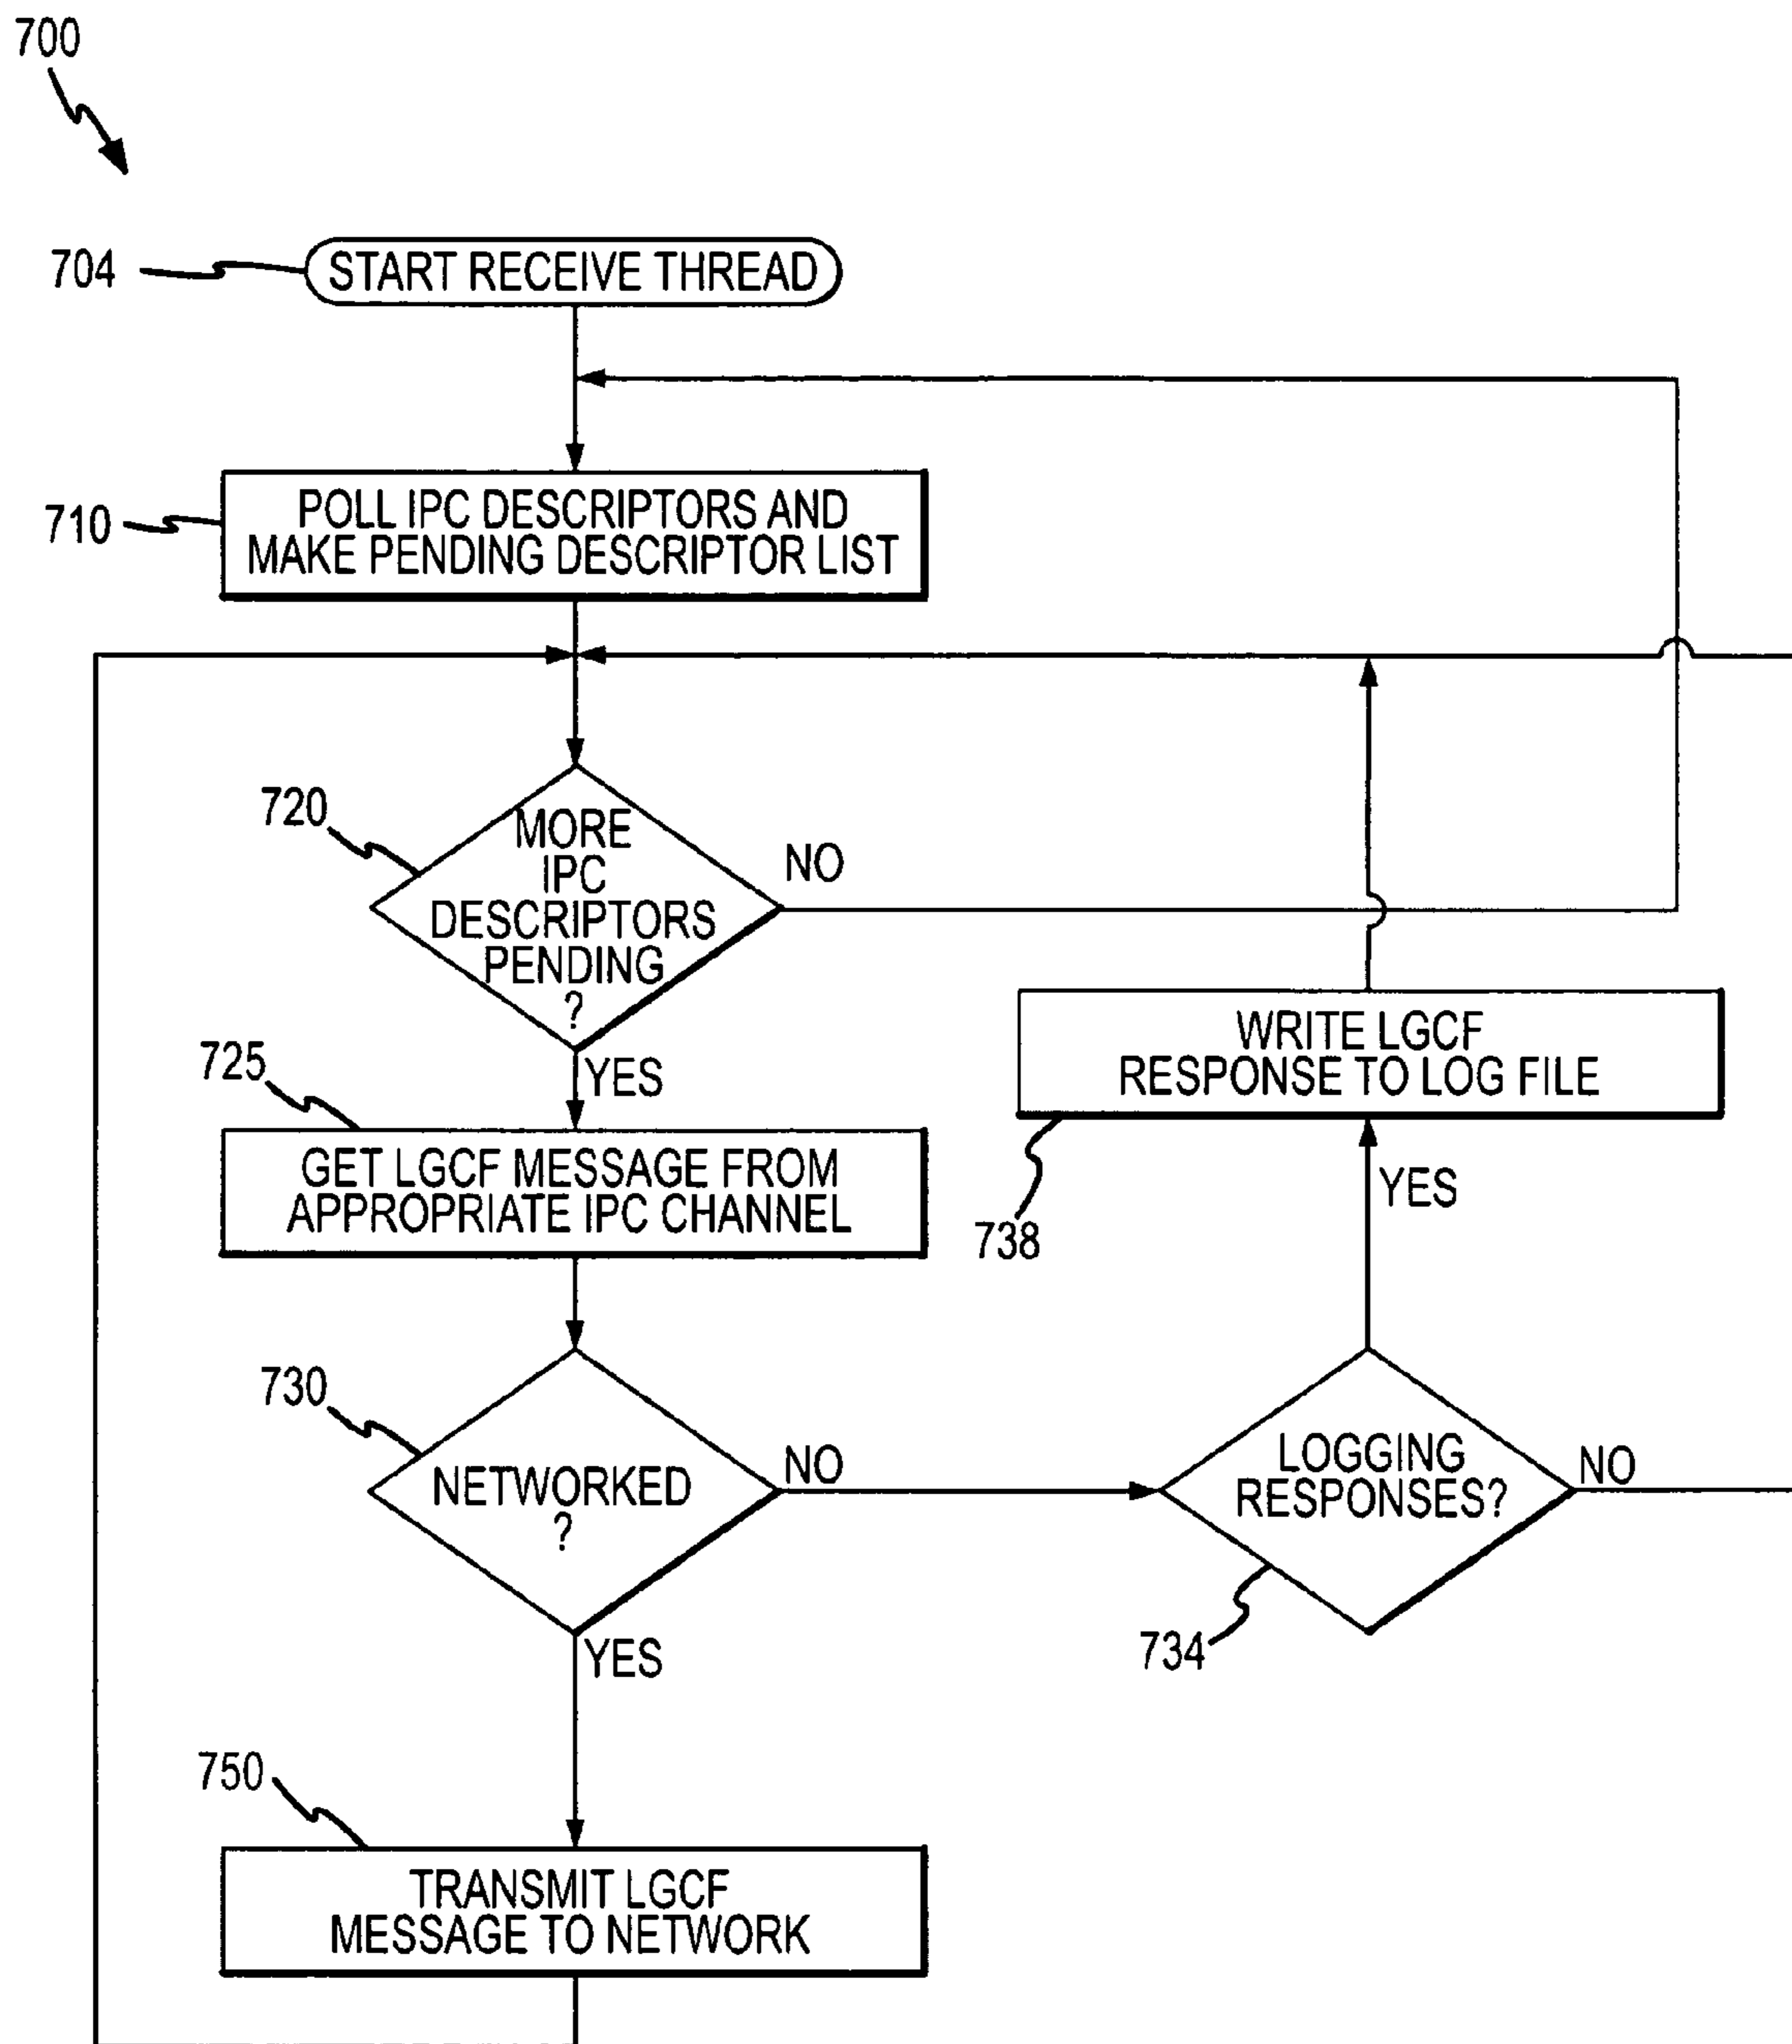 700
704
START RECEIVE THREAD
710
POLL IPC DESCRIPTORS AND
MAKE PENDING DESCRIPTOR LIST
720
MORE
IPC
DESCRIPTORS
PENDING
?
NO
YES
725
GET LGCF MESSAGE FROM
APPROPRIATE IPC CHANNEL
WRITE LGCF
RESPONSE TO LOG FILE
738
YES
730
NETWORKED
?
NO
YES
LOGGING
RESPONSES?
NO
734
750
TRANSMIT LGCF
MESSAGE TO NETWORK